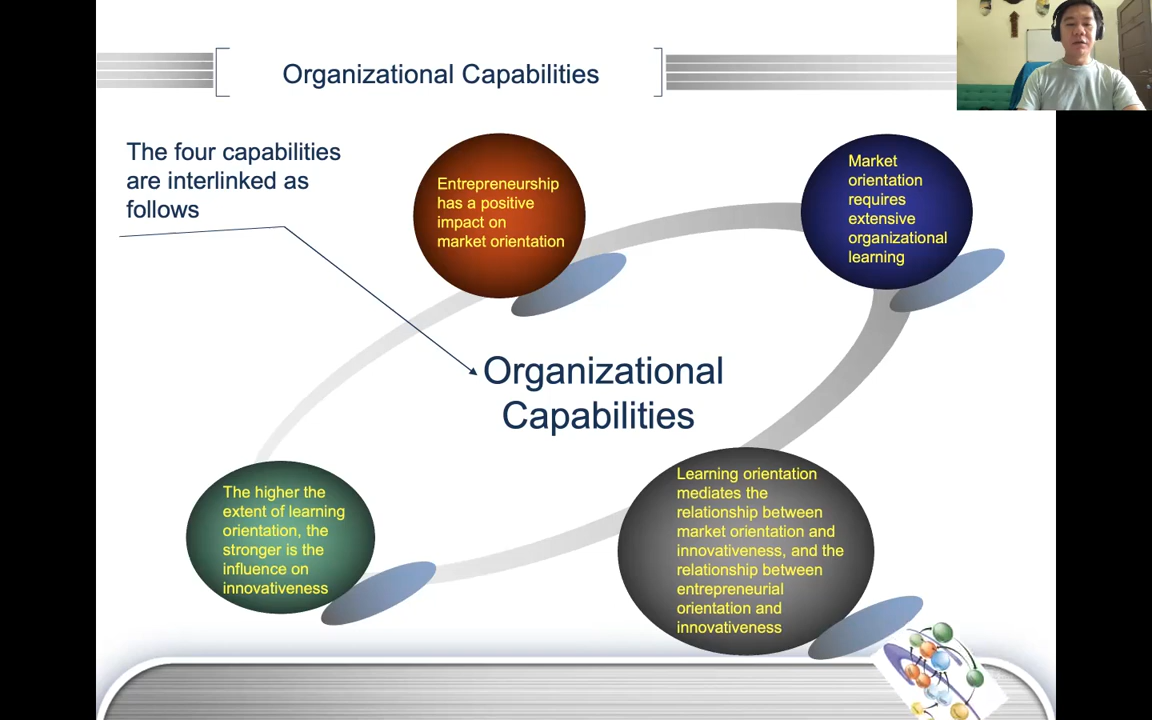 Organizational Capabilities
The four capabilities
are interlinked as
follows
Entrepreneurship
has a positive
impact on
market orientation
Market
orientation
requires
extensive
organizational
learning
Organizational
Capabilities
The higher the
extent of learning
orientation, the
stronger is the
influence on
innovativeness
Learning orientation
mediates the
relationship between
market orientation and
innovativeness, and the
relationship between
entrepreneurial
orientation and
innovativeness